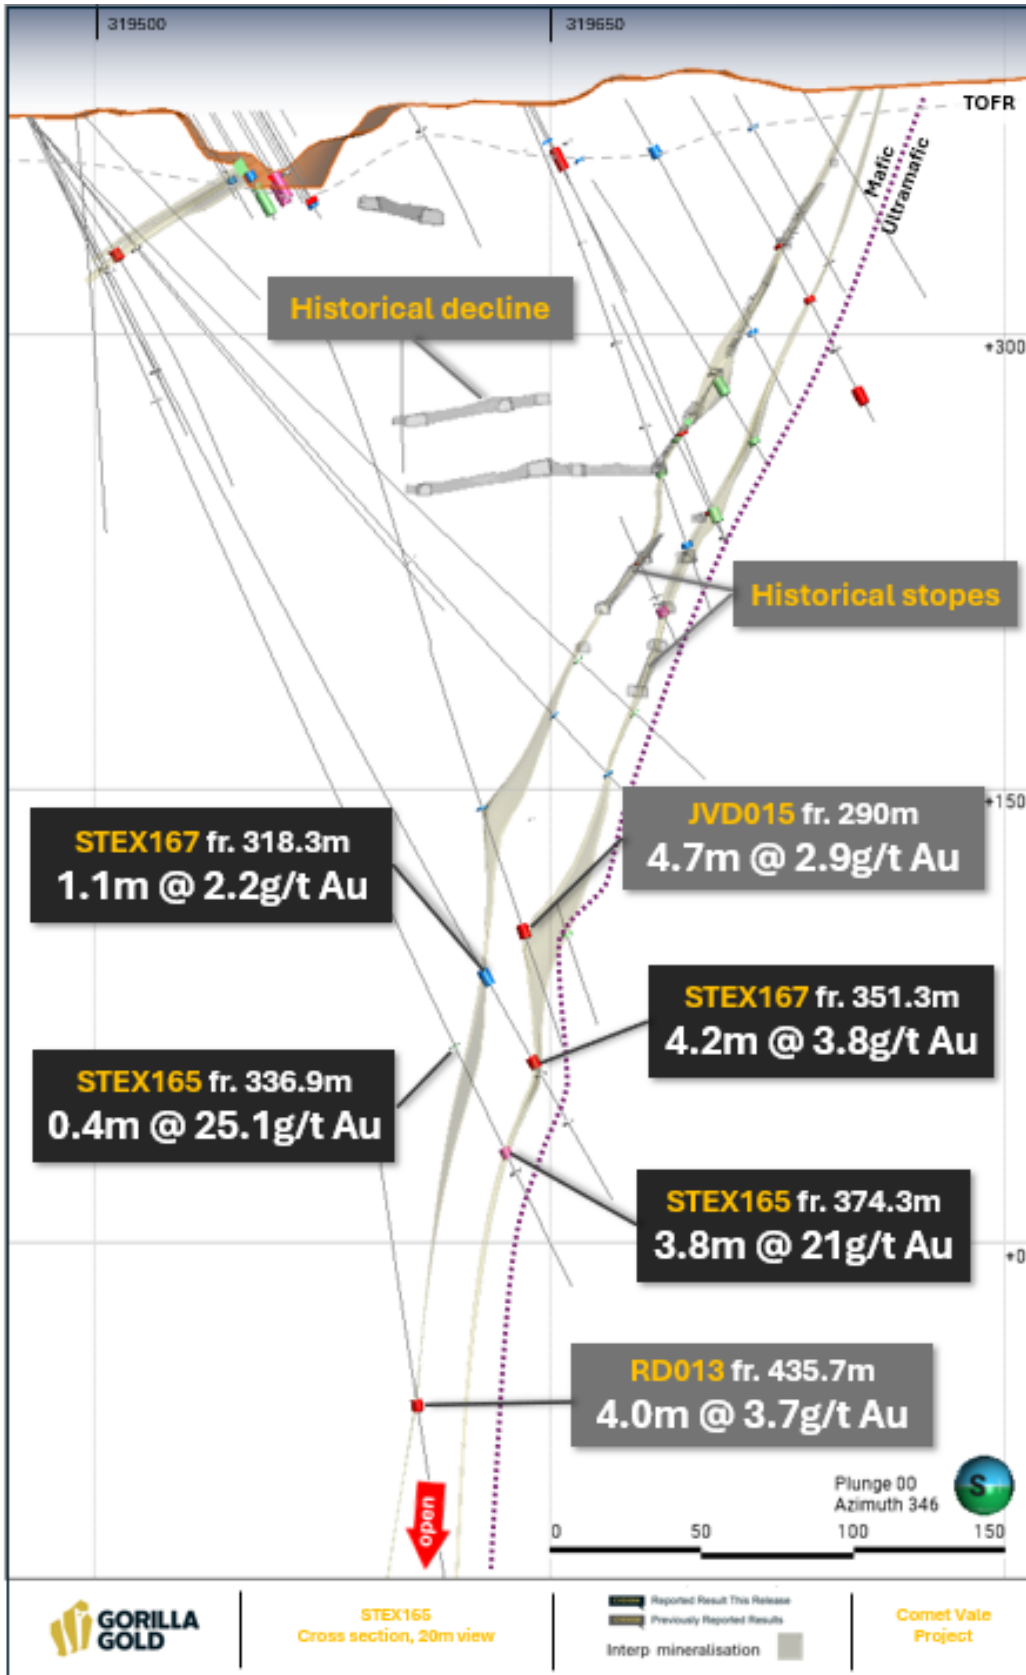 319500
319650
TOFR
Mafic
Ultramafic
Historical decline
+300
Historical stopes
+150
JVD015 fr. 290m
4.7m @ 2.9g/t Au
STEX167 fr. 318.3m
1.1m @ 2.2g/t Au
STEX167 fr. 351.3m
4.2m @ 3.8g/t Au
STEX165 fr. 336.9m
0.4m @ 25.1g/t Au
STEX165 fr. 374.3m
3.8m @ 21g/t Au
+0
RD013 fr. 435.7m
4.0m @ 3.7g/t Au
open
Plunge 00
Azimuth 346
S
0 50 100 150
GORILLA
GOLD
STEX165
Cross section, 20m view
Reported Result This Release
Previously Reported Results
Interp mineralisation
Comet Vale
Project